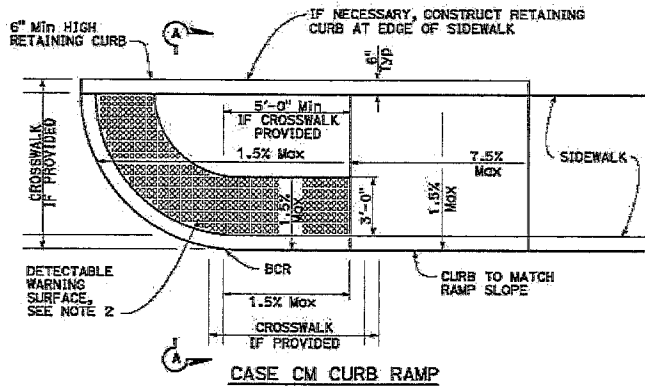 A
6" Min HIGH
RETAINING CURB
IF NECESSARY, CONSTRUCT RETAINING
CURB AT EDGE OF SIDEWALK
6"
Typ
5'-0" Min
IF CROSSWALK
PROVIDED
CROSSWALK
IF PROVIDED
1.5% Max
7.5%
Max
SIDEWALK
1.5%
Max
3'-0"
1.5%
Max
DETECTABLE
WARNING
SURFACE,
SEE NOTE 2
BCR
CURB TO MATCH
RAMP SLOPE
1.5% Max
CROSSWALK
IF PROVIDED
A
CASE CM CURB RAMP